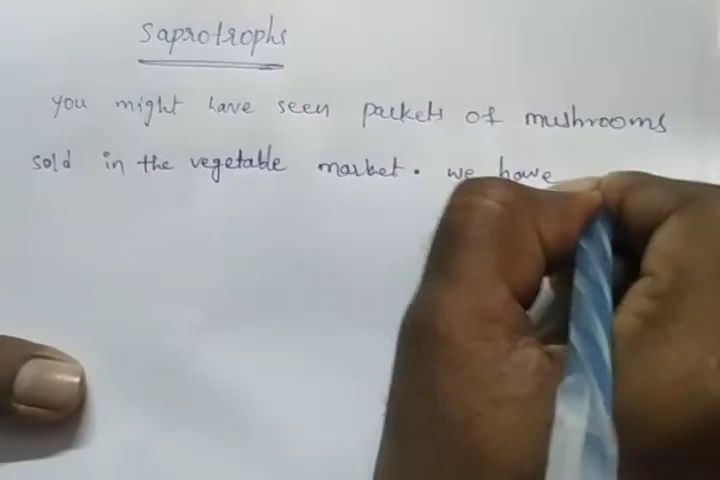 Saprotrophs
you might have seen packets of mushrooms
sold in the vegetable market. we have